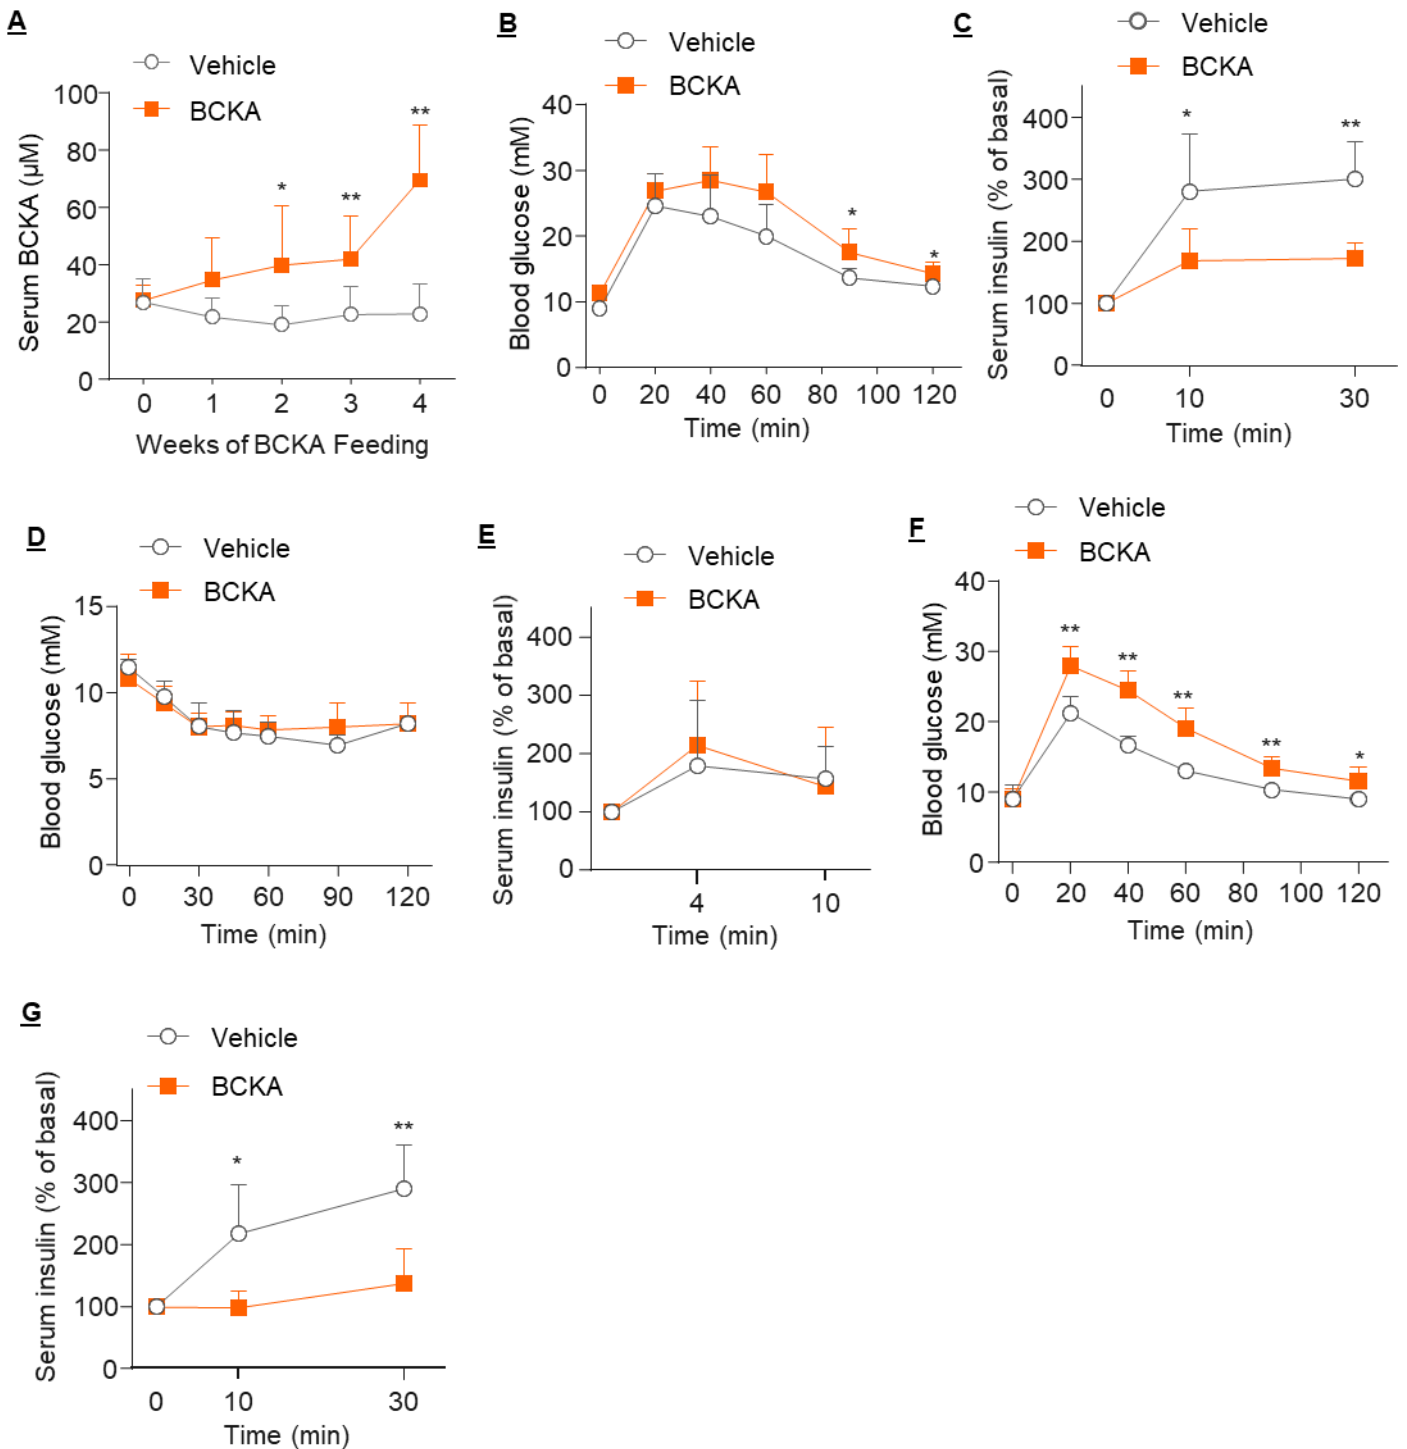 A
Vehicle
BCKA
100
80
60
40
20
0
Serum BCKA (µM)
*
**
**
0 1 2 3 4
Weeks of BCKA Feeding
B
Vehicle
BCKA
40
30
20
10
0
Blood glucose (mM)
*
*
0 20 40 60 80 100 120
Time (min)
C
Vehicle
BCKA
400
300
200
100
0
Serum insulin (% of basal)
*
**
0 10 30
Time (min)
D
Vehicle
BCKA
15
10
5
0
Blood glucose (mM)
0 30 60 90 120
Time (min)
E
Vehicle
BCKA
400
300
200
100
0
Serum insulin (% of basal)
4 10
Time (min)
F
Vehicle
BCKA
40
30
20
10
0
Blood glucose (mM)
**
**
**
**
*
0 20 40 60 80 100 120
Time (min)
G
Vehicle
BCKA
400
300
200
100
0
Serum insulin (% of basal)
*
**
0 10 30
Time (min)